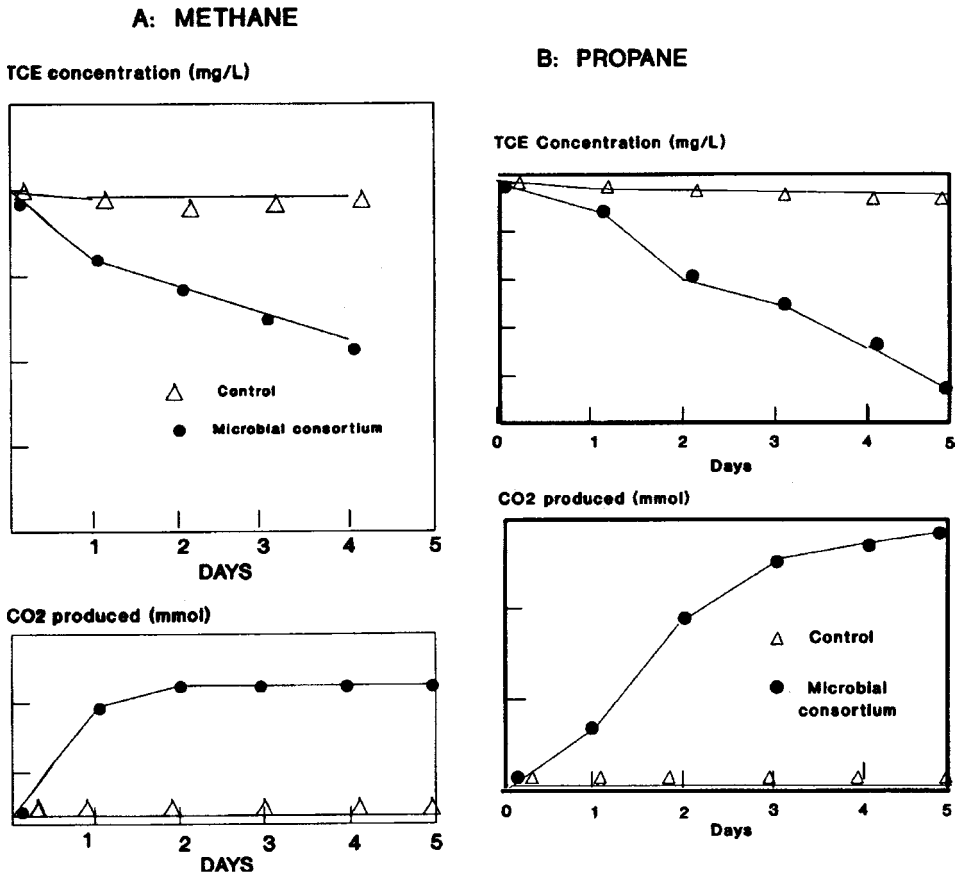 A: METHANE
TCE concentration (mg/L)
Control
Microbial consortium
1 2 3 4 5
DAYS
CO2 produced (mmol)
1 2 3 4 5
DAYS
B: PROPANE
TCE Concentration (mg/L)
0 1 2 3 4 5
Days
CO2 produced (mmol)
Control
Microbial
consortium
0 1 2 3 4 5
Days